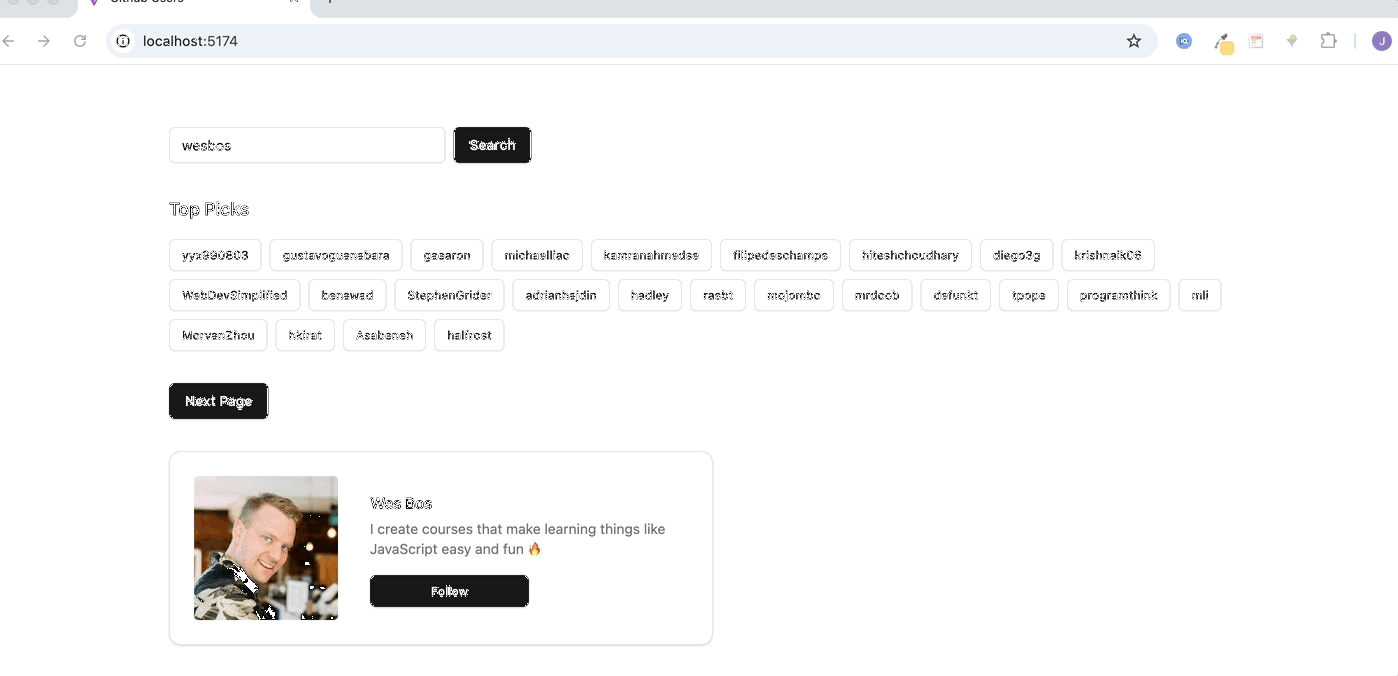 Github Users
localhost:5174
J
wesbos
Search
Top Picks
yyx990803
gustavoguanabara
gaearon
michaelliao
kamranahmedse
filipedeschamps
hiteshchoudhary
diego3g
krishnaik06
WebDevSimplified
benawad
StephenGrider
adrianhajdin
hadley
rasbt
mojombo
mrdoob
defunkt
tpope
programthink
mli
MorvanZhou
hkirat
Asabeneh
halfrost
Next Page
Wes Bos
I create courses that make learning things like
JavaScript easy and fun 🔥
Follow